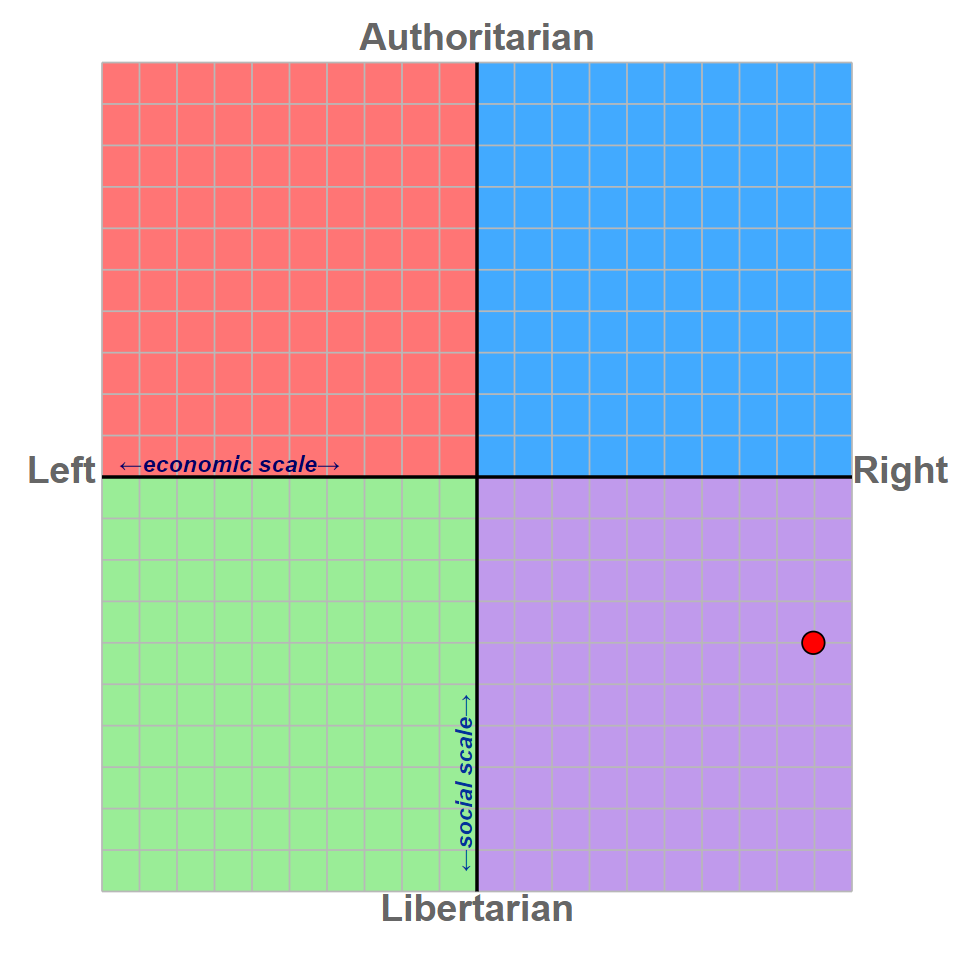 Authoritarian
Left
←economic scale→
Right
←social scale→
Libertarian